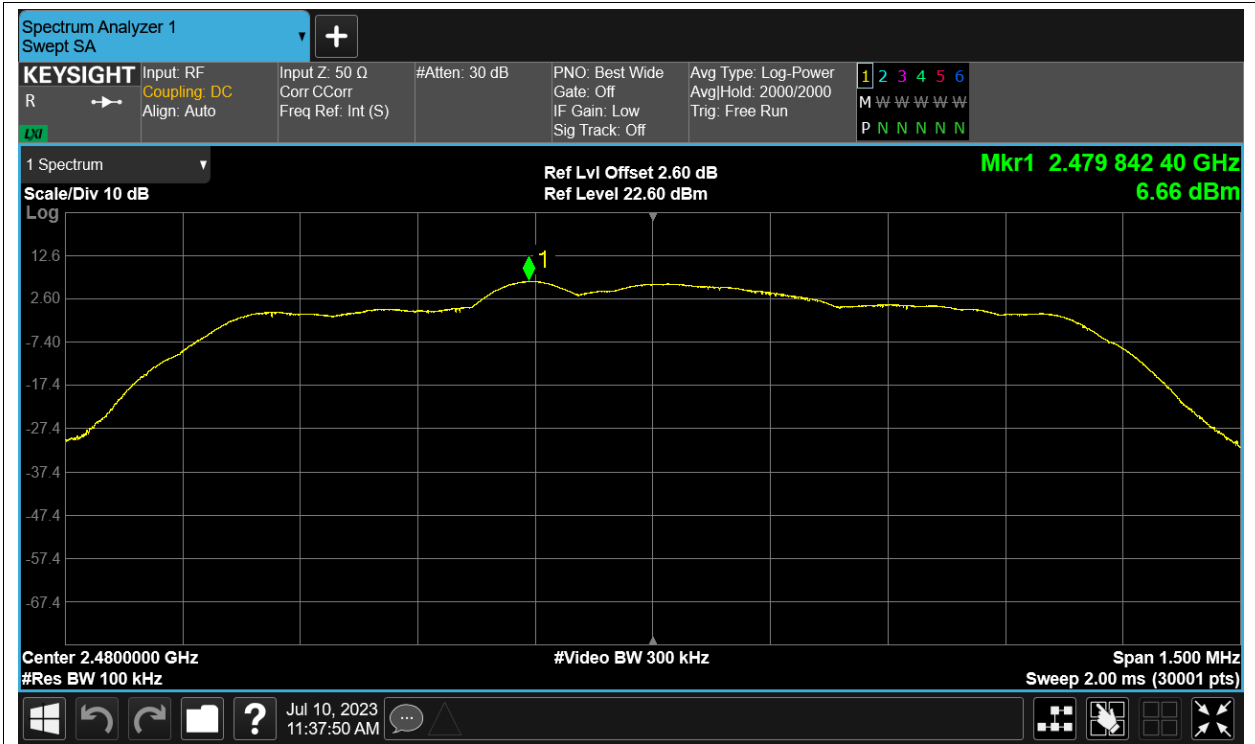 Spectrum Analyzer 1
Swept SA
KEYSIGHT
R
LXI
Input: RF
Coupling: DC
Align: Auto
Input Z: 50 Ω
Corr CCorr
Freq Ref: Int (S)
#Atten: 30 dB
PNO: Best Wide
Gate: Off
IF Gain: Low
Sig Track: Off
Avg Type: Log-Power
Avg|Hold: 2000/2000
Trig: Free Run
1 2 3 4 5 6
M W W W W W
P N N N N N
1 Spectrum
Scale/Div 10 dB
Log
Ref Lvl Offset 2.60 dB
Ref Level 22.60 dBm
Mkr1 2.479 842 40 GHz
6.66 dBm
1
12.6
2.60
-7.40
-17.4
-27.4
-37.4
-47.4
-57.4
-67.4
Center 2.4800000 GHz
#Res BW 100 kHz
#Video BW 300 kHz
Span 1.500 MHz
Sweep 2.00 ms (30001 pts)
?
Jul 10, 2023
11:37:50 AM